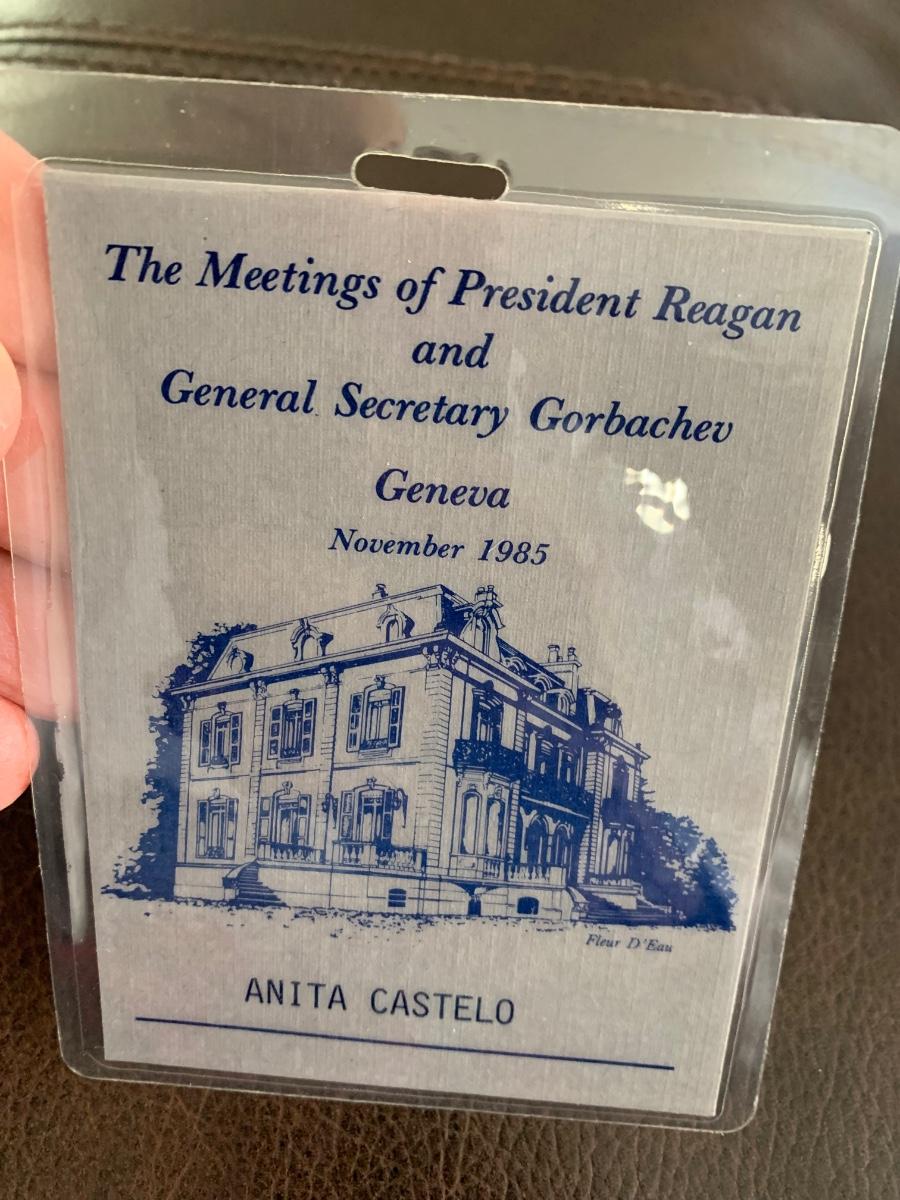 The Meetings of President Reagan
and
General Secretary Gorbachev
Geneva
November 1985
Fleur D'Eau
ANITA CASTELO